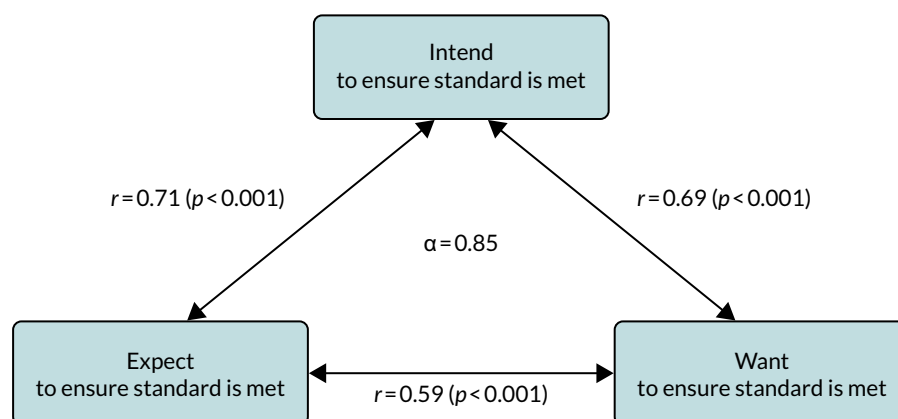 Intend
to ensure standard is met
r=0.71 (p<0.001)
r=0.69 (p<0.001)
α=0.85
Expect
to ensure standard is met
Want
to ensure standard is met
r=0.59 (p<0.001)